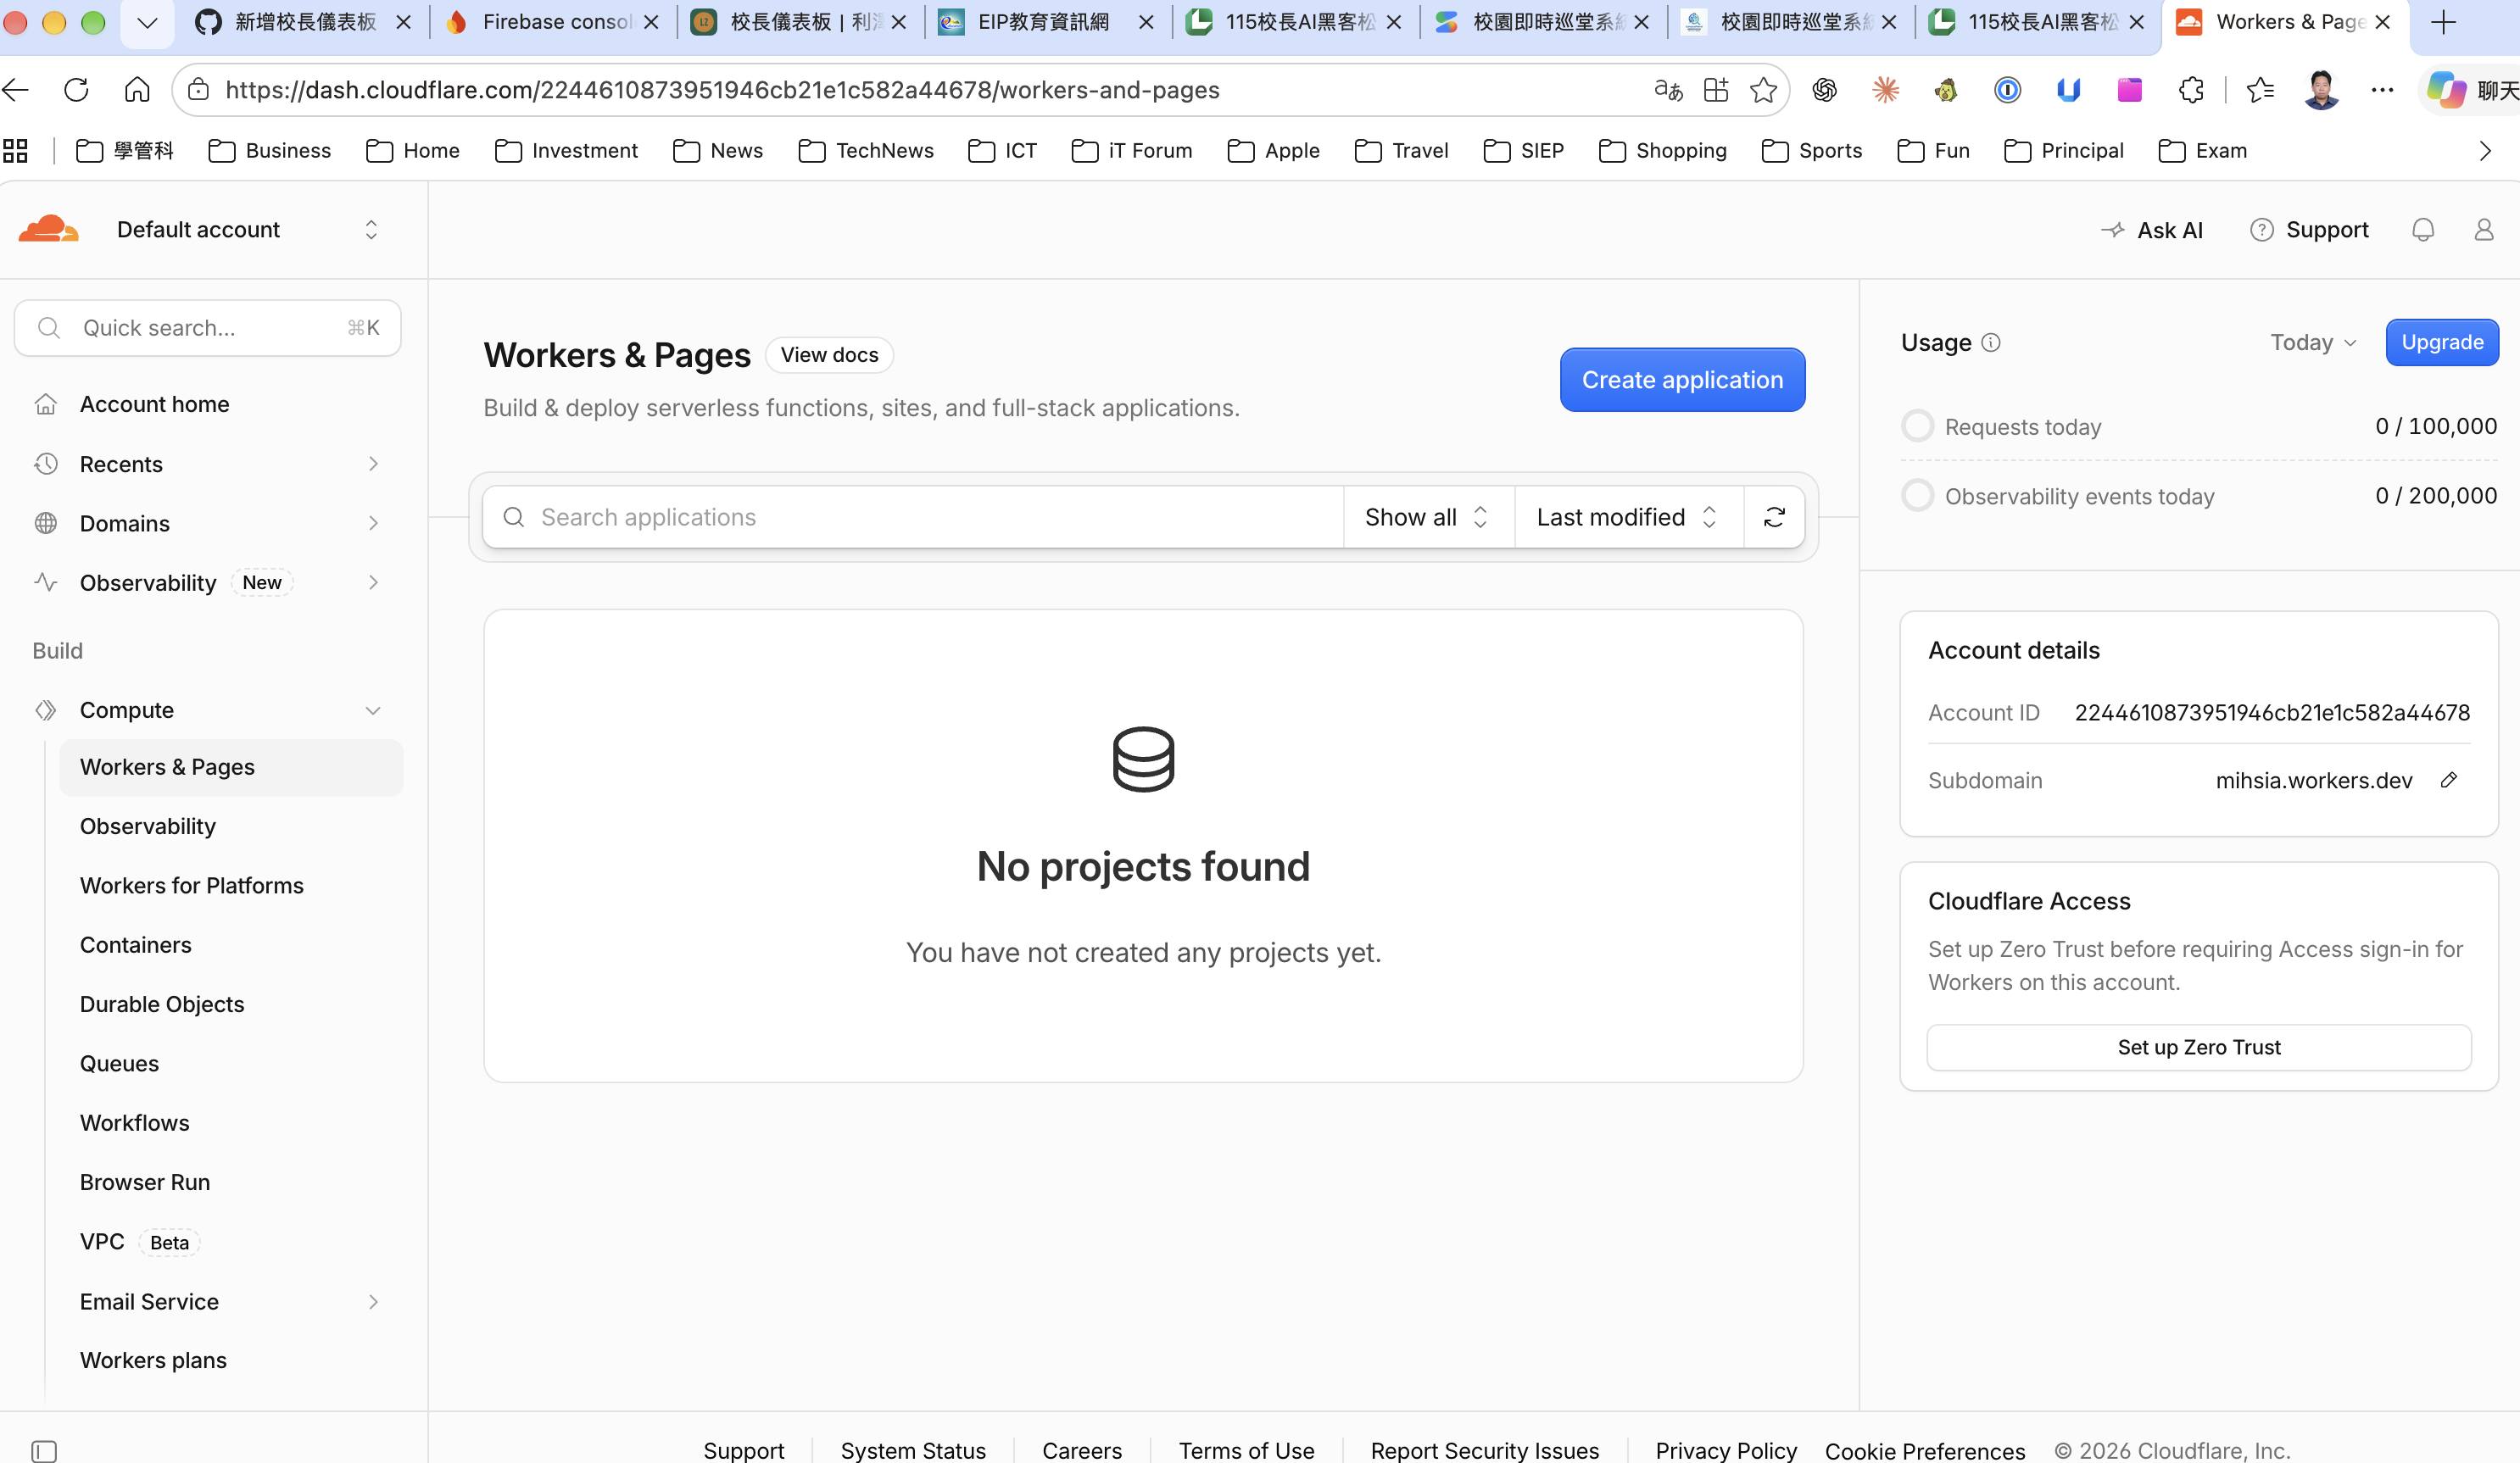 新增校長儀表板
Firebase consol
校長儀表板 | 利澤
EIP教育資訊網
115校長AI黑客松
校園即時巡堂系統
校園即時巡堂系統
115校長AI黑客松
Workers & Page
https://dash.cloudflare.com/2244610873951946cb21e1c582a44678/workers-and-pages
聊天
學管科
Business
Home
Investment
News
TechNews
ICT
iT Forum
Apple
Travel
SIEP
Shopping
Sports
Fun
Principal
Exam
Default account
Ask AI
Support
Quick search...
⌘K
Account home
Recents
Domains
Observability New
Build
Compute
Workers & Pages
Observability
Workers for Platforms
Containers
Durable Objects
Queues
Workflows
Browser Run
VPC Beta
Email Service
Workers plans
Workers & Pages View docs
Build & deploy serverless functions, sites, and full-stack applications.
Create application
Search applications
Show all
Last modified
No projects found
You have not created any projects yet.
Usage
Today
Upgrade
Requests today 0 / 100,000
Observability events today 0 / 200,000
Account details
Account ID 2244610873951946cb21e1c582a44678
Subdomain mihsia.workers.dev
Cloudflare Access
Set up Zero Trust before requiring Access sign-in for
Workers on this account.
Set up Zero Trust
Support
System Status
Careers
Terms of Use
Report Security Issues
Privacy Policy
Cookie Preferences
© 2026 Cloudflare, Inc.